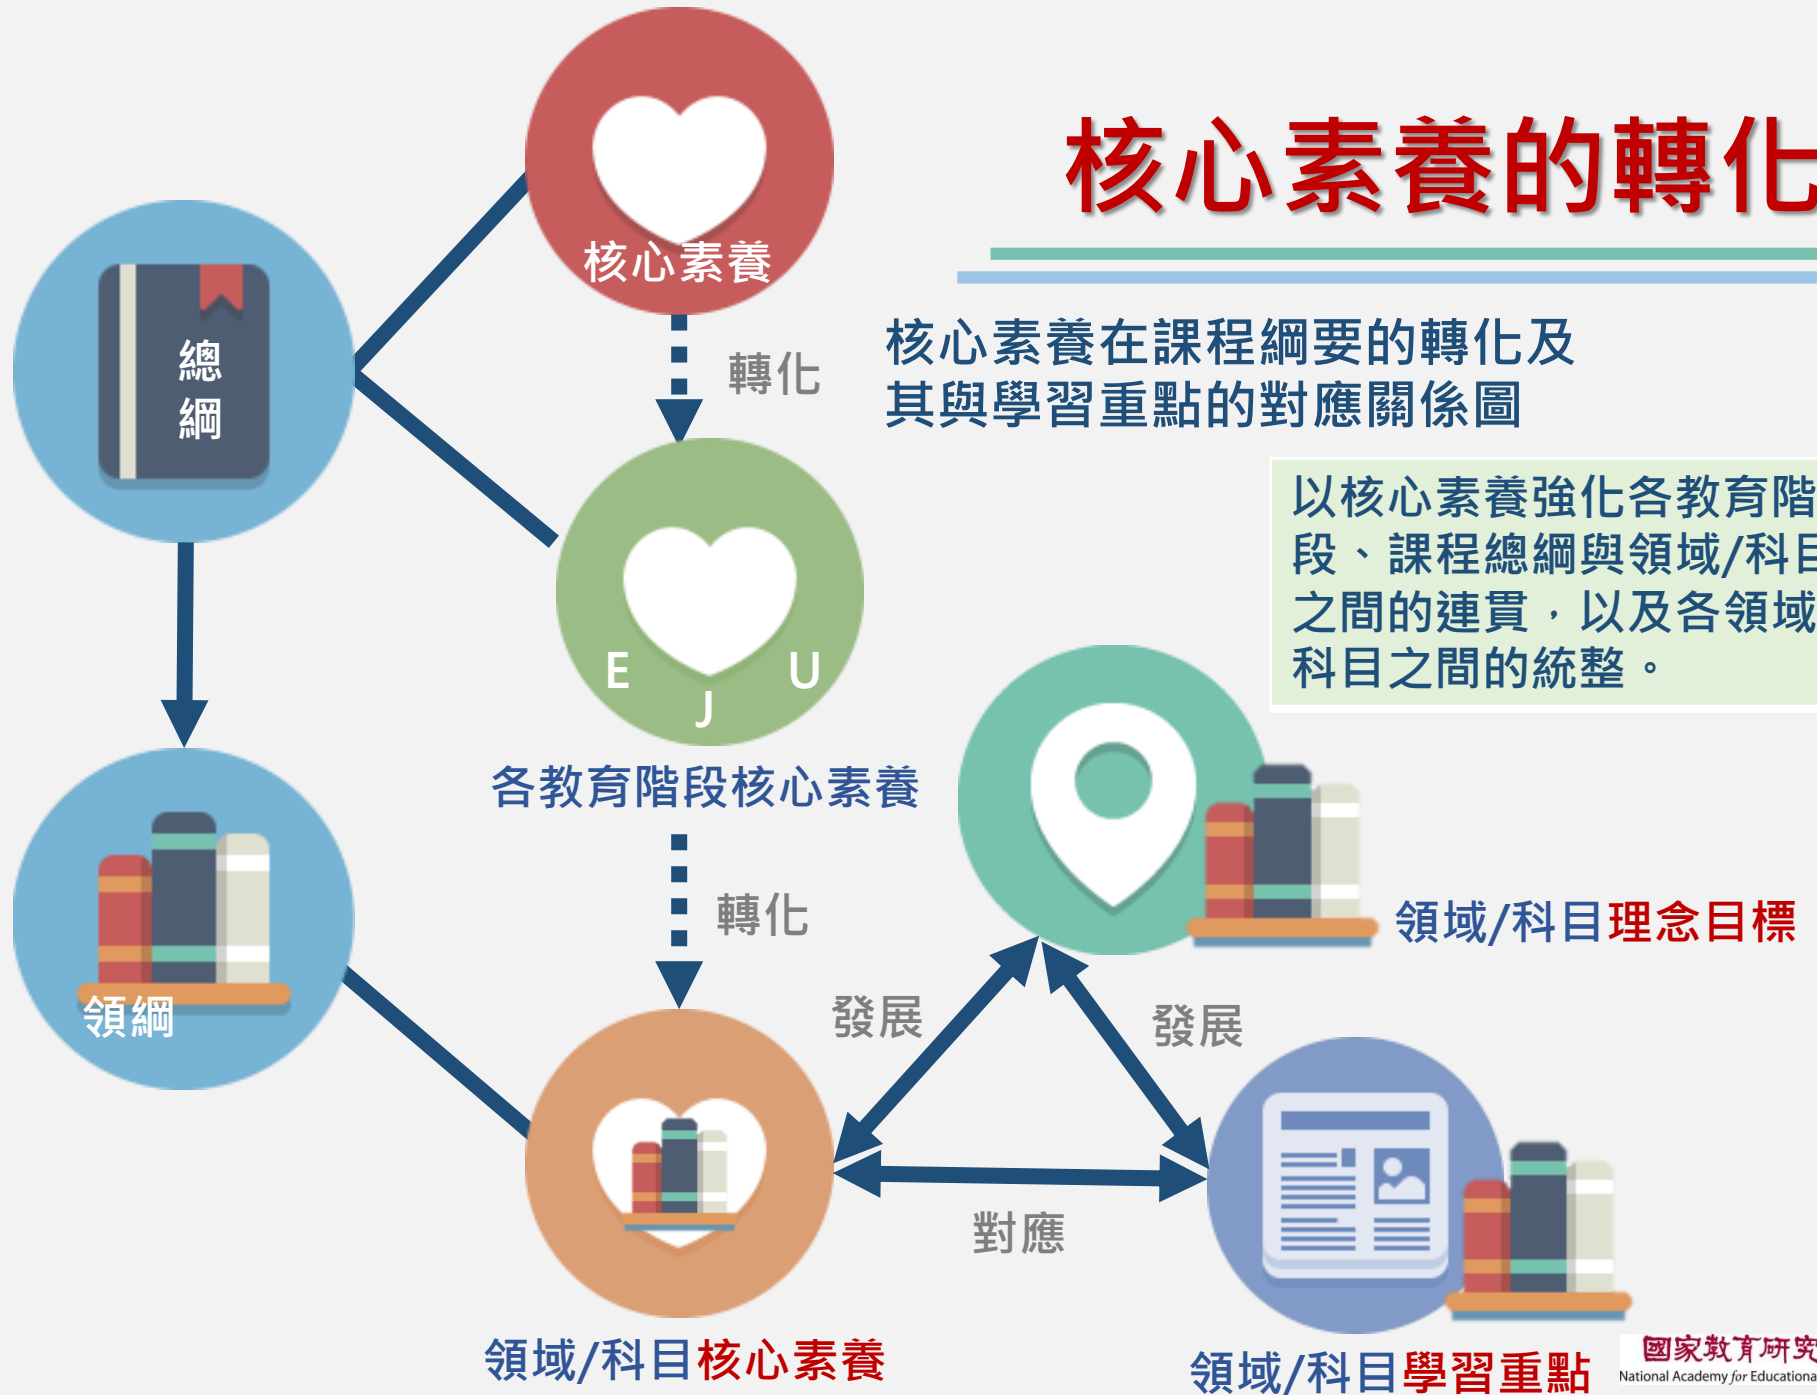 核心素養的轉化
核心素養在課程綱要的轉化及
其與學習重點的對應關係圖
以核心素養強化各教育階
段、課程總綱與領域/科目
之間的連貫，以及各領域
科目之間的統整。
核心素養
總
綱
轉化
E
J
U
各教育階段核心素養
轉化
領綱
領域/科目理念目標
發展
發展
對應
領域/科目核心素養
領域/科目學習重點
國家教育研究
National Academy for Educational